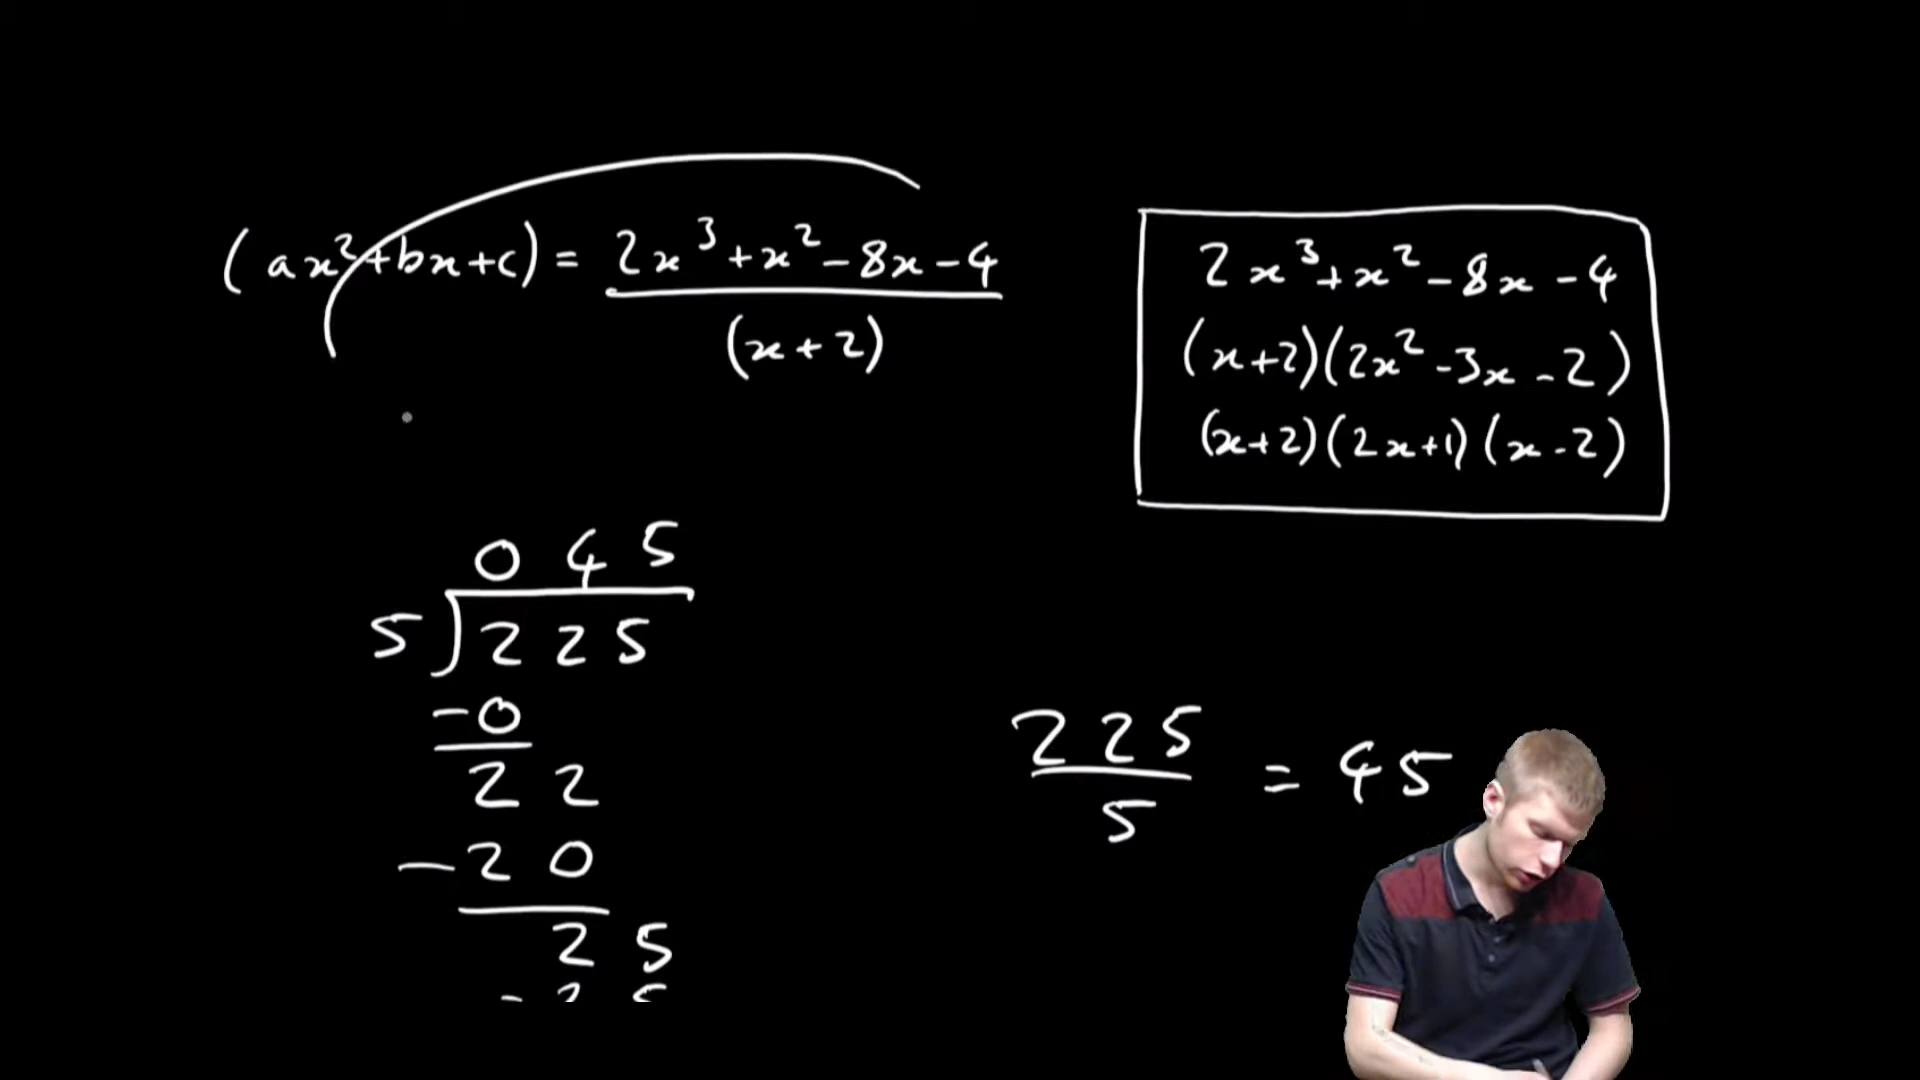 (ax²+bx+c) = 2x³+x²-8x-4
(x+2)
2x³+x²-8x-4
(x+2)(2x²-3x-2)
(x+2)(2x+1)(x-2)
0 4 5
5 ) 2 2 5
-0
2 2
-2 0
2 5
225
5
= 45